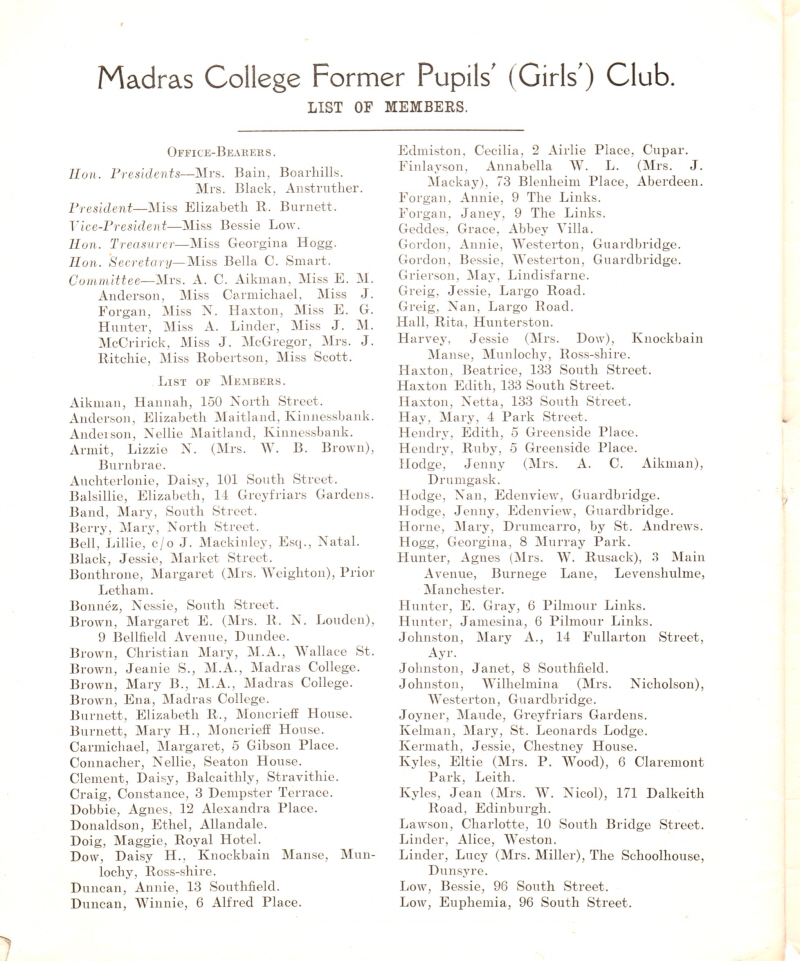 Madras College Former Pupils' (Girls') Club.
LIST OF MEMBERS.
OFFICE-BEARERS.
Hon. Presidents—Mrs. Bain, Boarhills.
Mrs. Black, Anstruther.
President—Miss Elizabeth R. Burnett.
Vice-President—Miss Bessie Low.
Hon. Treasurer—Miss Georgina Hogg.
Hon. Secretary—Miss Bella C. Smart.
Committee—Mrs. A. C. Aikman, Miss E. M.
Anderson, Miss Carmichael, Miss J.
Forgan, Miss N. Haxton, Miss E. G.
Hunter, Miss A. Linder, Miss J. M.
McCririck, Miss J. McGregor, Mrs. J.
Ritchie, Miss Robertson, Miss Scott.
LIST OF MEMBERS.
Aikman, Hannah, 150 North Street.
Anderson, Elizabeth Maitland, Kinnessbank.
Anderson, Nellie Maitland, Kinnessbank.
Armit, Lizzie N. (Mrs. W. B. Brown),
Burnbrae.
Auchterlonie, Daisy, 101 South Street.
Balsillie, Elizabeth, 14 Greyfriars Gardens.
Band, Mary, South Street.
Berry, Mary, North Street.
Bell, Lillie, c/o J. Mackinley, Esq., Natal.
Black, Jessie, Market Street.
Bonthrone, Margaret (Mrs. Weighton), Prior
Letham.
Bonnéz, Nessie, South Street.
Brown, Margaret E. (Mrs. R. N. Louden),
9 Bellfield Avenue, Dundee.
Brown, Christian Mary, M.A., Wallace St.
Brown, Jeanie S., M.A., Madras College.
Brown, Mary B., M.A., Madras College.
Brown, Ena, Madras College.
Burnett, Elizabeth R., Moncrieff House.
Burnett, Mary H., Moncrieff House.
Carmichael, Margaret, 5 Gibson Place.
Connacher, Nellie, Seaton House.
Clement, Daisy, Balcaithly, Stravithie.
Craig, Constance, 3 Dempster Terrace.
Dobbie, Agnes, 12 Alexandra Place.
Donaldson, Ethel, Allandale.
Doig, Maggie, Royal Hotel.
Dow, Daisy H., Knockbain Manse, Mun-
lochy, Ross-shire.
Duncan, Annie, 13 Southfield.
Duncan, Winnie, 6 Alfred Place.
Edmiston, Cecilia, 2 Airlie Place, Cupar.
Finlayson, Annabella W. L. (Mrs. J.
Mackay), 73 Blenheim Place, Aberdeen.
Forgan, Annie, 9 The Links.
Forgan, Janey, 9 The Links.
Geddes, Grace, Abbey Villa.
Gordon, Annie, Westerton, Guardbridge.
Gordon, Bessie, Westerton, Guardbridge.
Grierson, May, Lindisfarne.
Greig, Jessie, Largo Road.
Greig, Nan, Largo Road.
Hall, Rita, Hunterston.
Harvey, Jessie (Mrs. Dow), Knockbain
Manse, Munlochy, Ross-shire.
Haxton, Beatrice, 133 South Street.
Haxton Edith, 133 South Street.
Haxton, Netta, 133 South Street.
Hay, Mary, 4 Park Street.
Hendry, Edith, 5 Greenside Place.
Hendry, Ruby, 5 Greenside Place.
Hodge, Jenny (Mrs. A. C. Aikman),
Drumgask.
Hodge, Nan, Edenview, Guardbridge.
Hodge, Jenny, Edenview, Guardbridge.
Horne, Mary, Drumcarro, by St. Andrews.
Hogg, Georgina, 8 Murray Park.
Hunter, Agnes (Mrs. W. Rusack), 3 Main
Avenue, Burnege Lane, Levenshulme,
Manchester.
Hunter, E. Gray, 6 Pilmour Links.
Hunter, Jamesina, 6 Pilmour Links.
Johnston, Mary A., 14 Fullarton Street,
Ayr.
Johnston, Janet, 8 Southfield.
Johnston, Wilhelmina (Mrs. Nicholson),
Westerton, Guardbridge.
Joyner, Maude, Greyfriars Gardens.
Kelman, Mary, St. Leonards Lodge.
Kermath, Jessie, Chestney House.
Kyles, Eltie (Mrs. P. Wood), 6 Claremont
Park, Leith.
Kyles, Jean (Mrs. W. Nicol), 171 Dalkeith
Road, Edinburgh.
Lawson, Charlotte, 10 South Bridge Street.
Linder, Alice, Weston.
Linder, Lucy (Mrs. Miller), The Schoolhouse,
Dunsyre.
Low, Bessie, 96 South Street.
Low, Euphemia, 96 South Street.